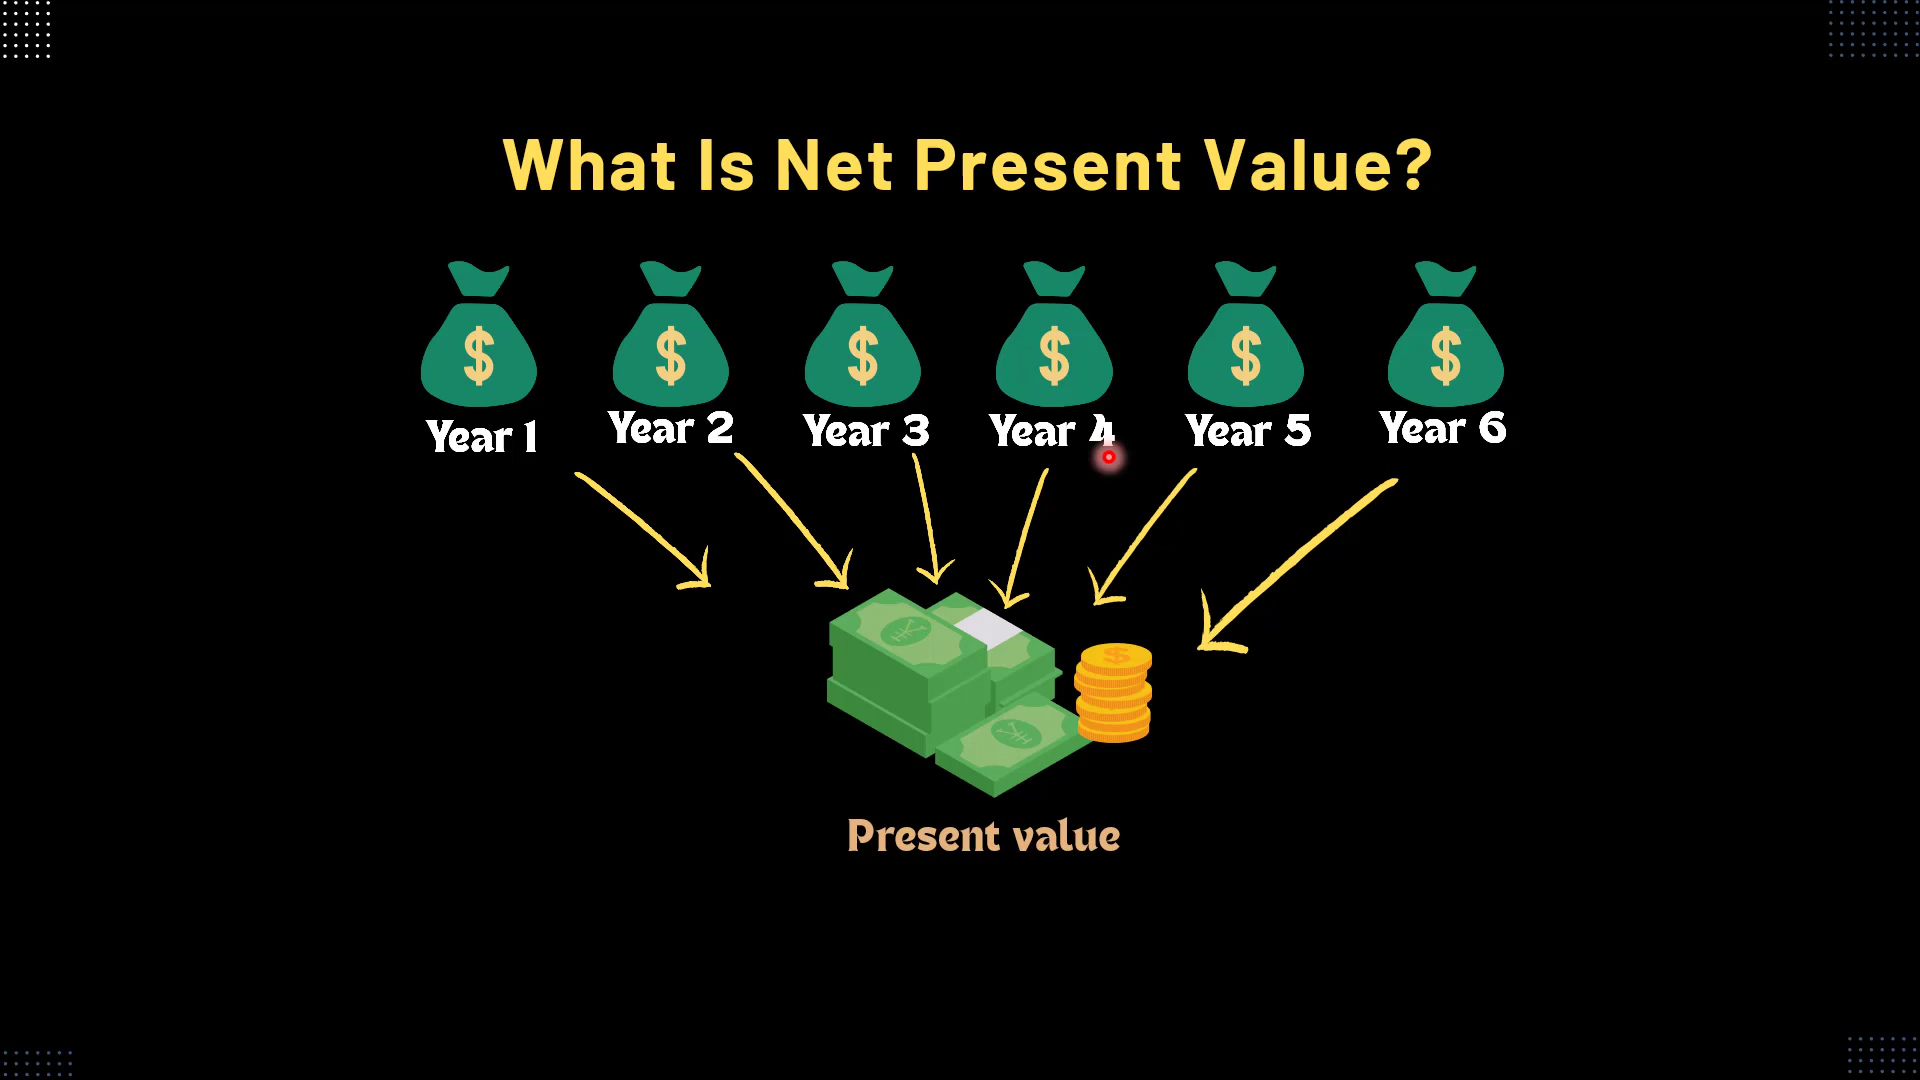 What Is Net Present Value?
$ $ $ $ $ $
Year 1 Year 2 Year 3 Year 4 Year 5 Year 6
$
Present value